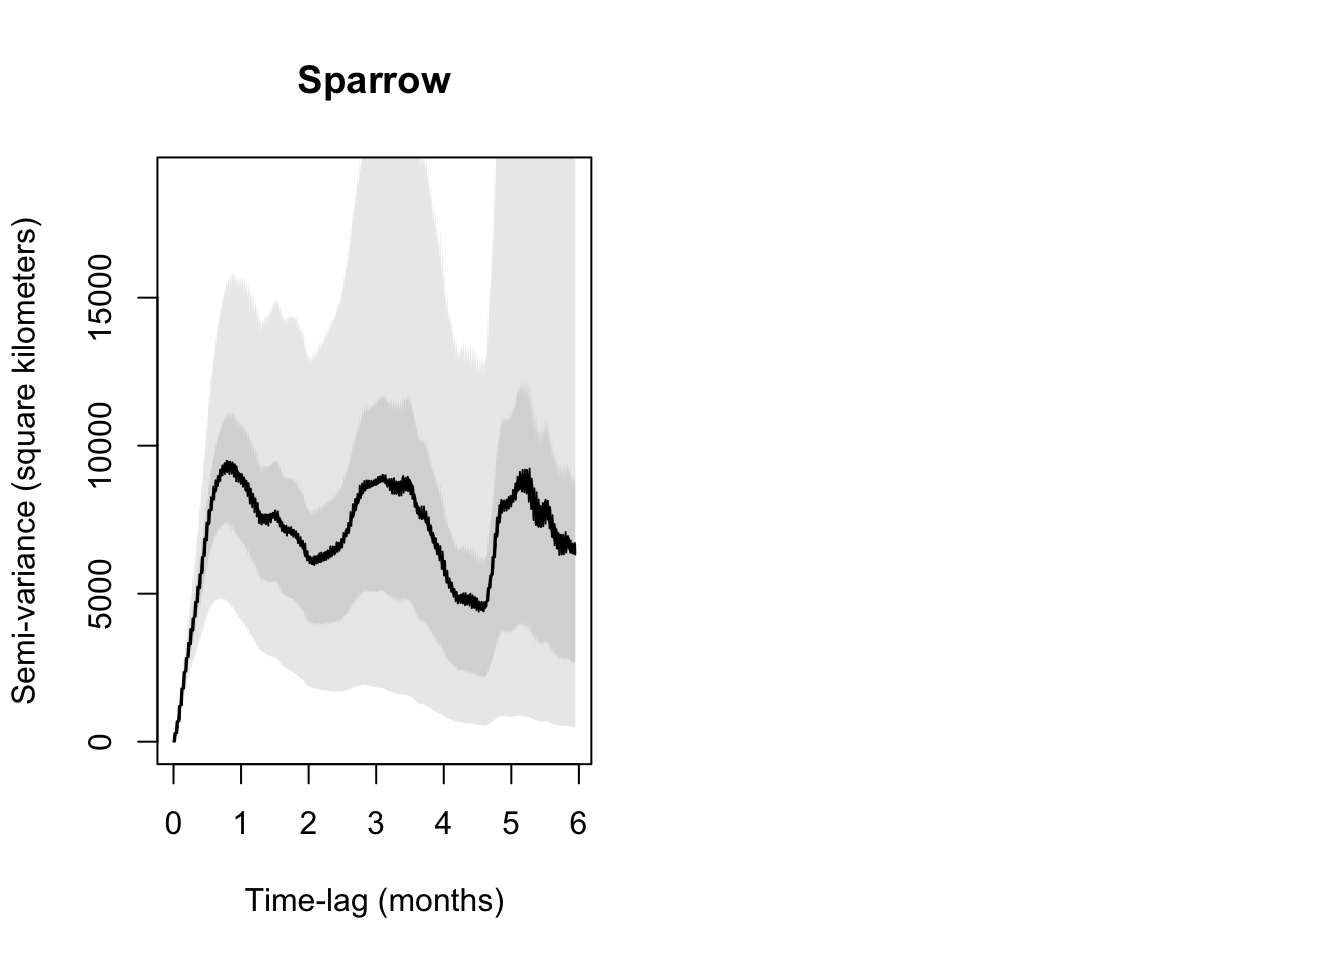 Sparrow
Semi-variance (square kilometers)
15000
10000
5000
0
0 1 2 3 4 5 6
Time-lag (months)